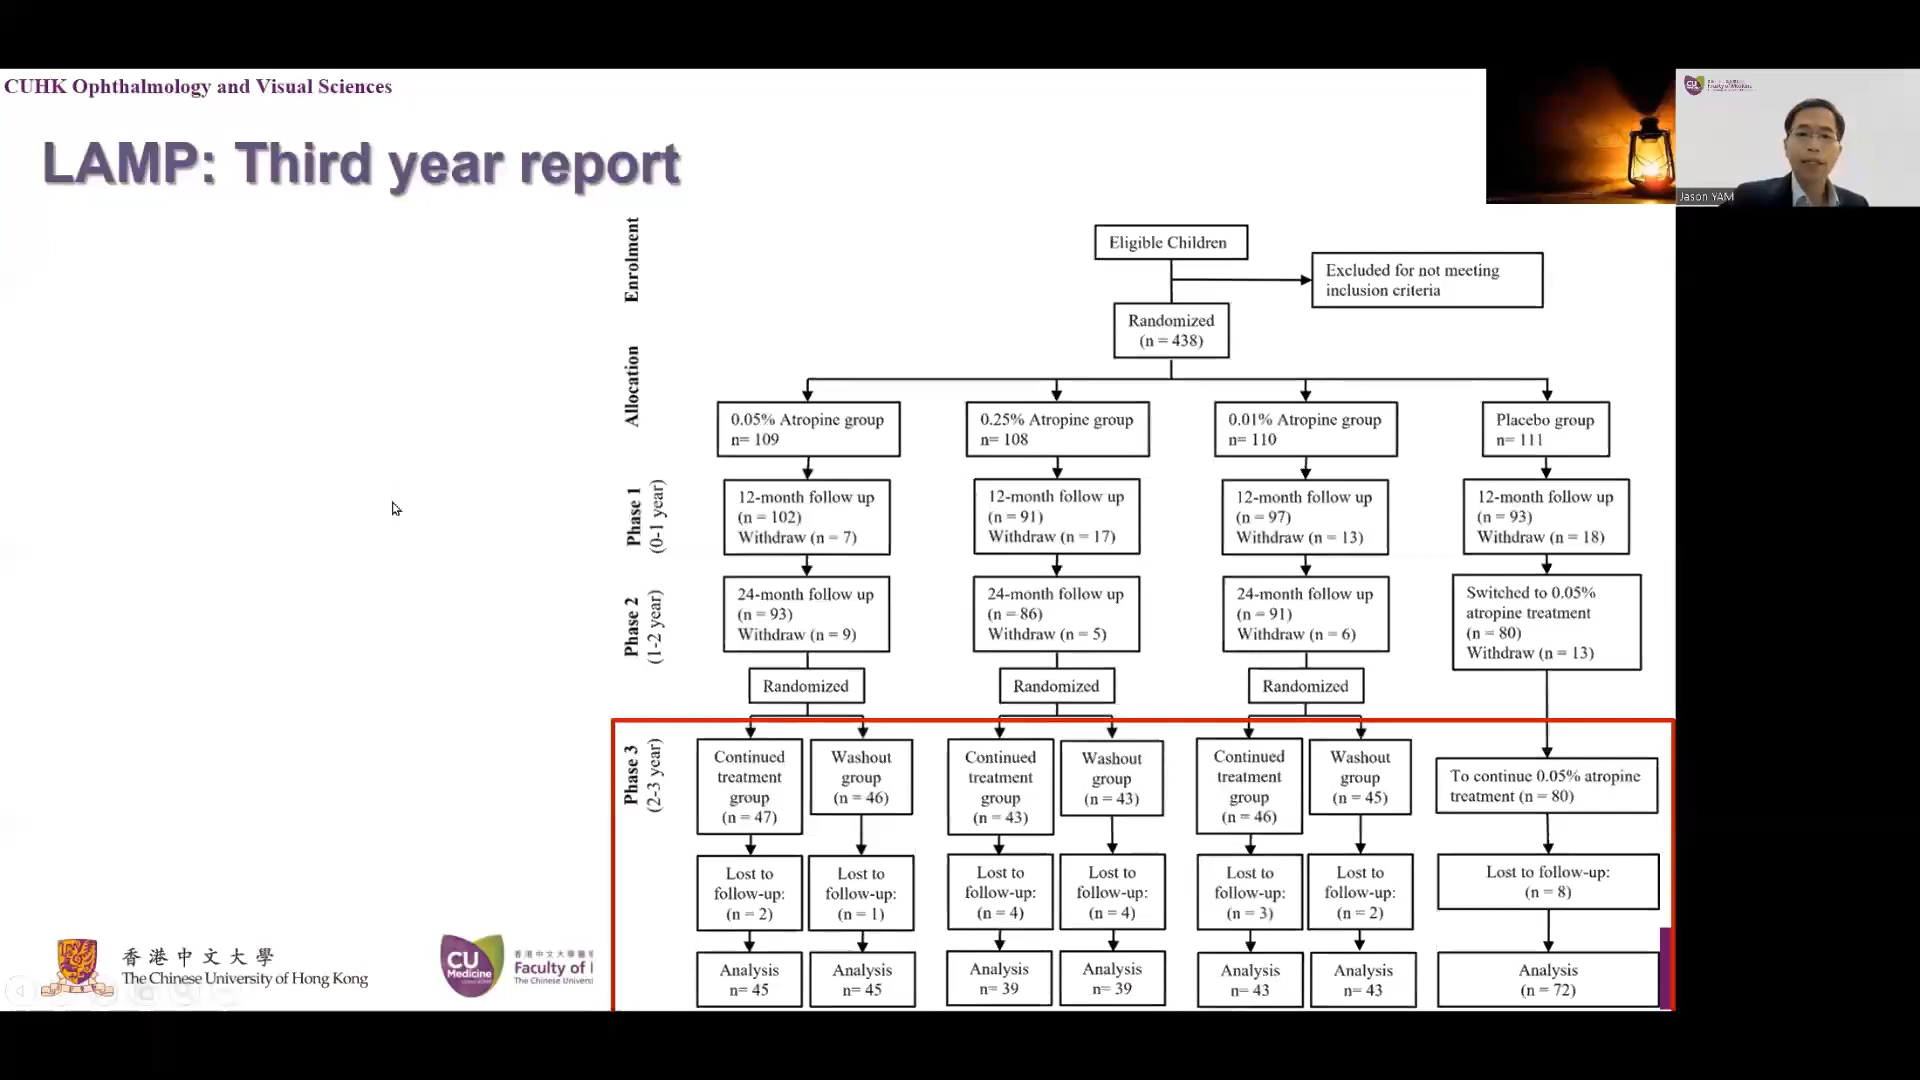 CUHK Ophthalmology and Visual Sciences
LAMP: Third year report
Jason YAM
Enrolment
Eligible Children
Excluded for not meeting
inclusion criteria
Randomized
(n = 438)
Allocation
0.05% Atropine group
n= 109
0.25% Atropine group
n= 108
0.01% Atropine group
n= 110
Placebo group
n= 111
Phase 1
(0-1 year)
12-month follow up
(n = 102)
Withdraw (n = 7)
12-month follow up
(n = 91)
Withdraw (n = 17)
12-month follow up
(n = 97)
Withdraw (n = 13)
12-month follow up
(n = 93)
Withdraw (n = 18)
Phase 2
(1-2 year)
24-month follow up
(n = 93)
Withdraw (n = 9)
24-month follow up
(n = 86)
Withdraw (n = 5)
24-month follow up
(n = 91)
Withdraw (n = 6)
Switched to 0.05%
atropine treatment
(n = 80)
Withdraw (n = 13)
Randomized
Randomized
Randomized
Phase 3
(2-3 year)
Continued
treatment
group
(n = 47)
Washout
group
(n = 46)
Continued
treatment
group
(n = 43)
Washout
group
(n = 43)
Continued
treatment
group
(n = 46)
Washout
group
(n = 45)
To continue 0.05% atropine
treatment (n = 80)
Lost to
follow-up:
(n = 2)
Lost to
follow-up:
(n = 1)
Lost to
follow-up:
(n = 4)
Lost to
follow-up:
(n = 4)
Lost to
follow-up:
(n = 3)
Lost to
follow-up:
(n = 2)
Lost to follow-up:
(n = 8)
Analysis
n= 45
Analysis
n= 45
Analysis
n= 39
Analysis
n= 39
Analysis
n= 43
Analysis
n= 43
Analysis
(n = 72)
香港中文大學
The Chinese University of Hong Kong
CU
Medicine
香港中文大學醫
Faculty of
The Chinese Univers